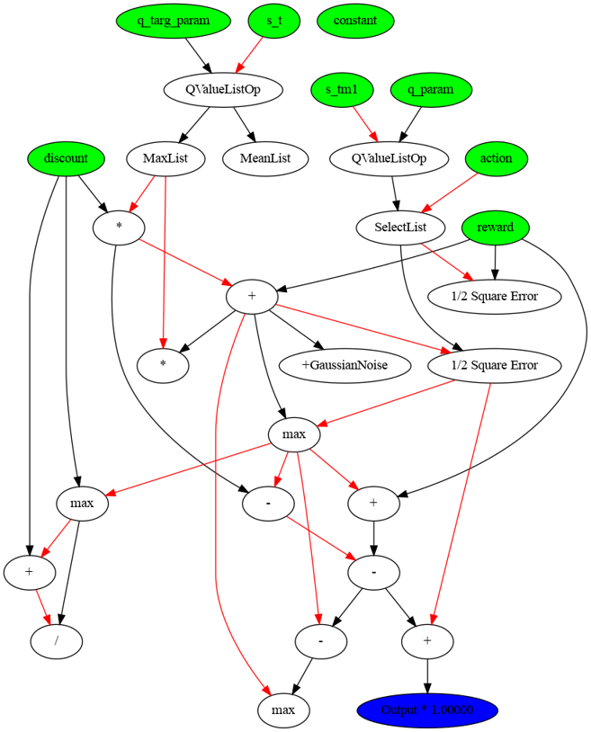 q_targ_param
s_t
constant
QValueListOp
s_tm1
q_param
discount
MaxList
MeanList
QValueListOp
action
*
SelectList
reward
+
1/2 Square Error
*
+GaussianNoise
1/2 Square Error
max
max
-
+
+
-
/
-
+
max
Output * 1.00000